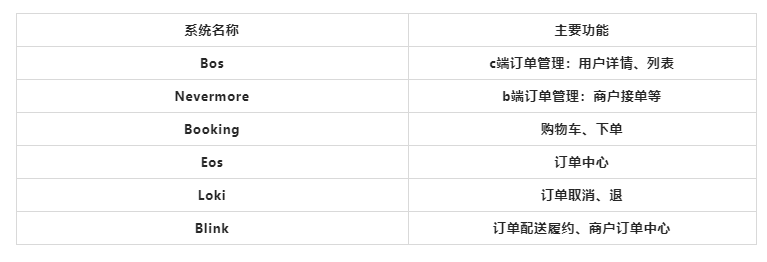 系统名称 主要功能
Bos c端订单管理：用户详情、列表
Nevermore b端订单管理：商户接单等
Booking 购物车、下单
Eos 订单中心
Loki 订单取消、退
Blink 订单配送履约、商户订单中心